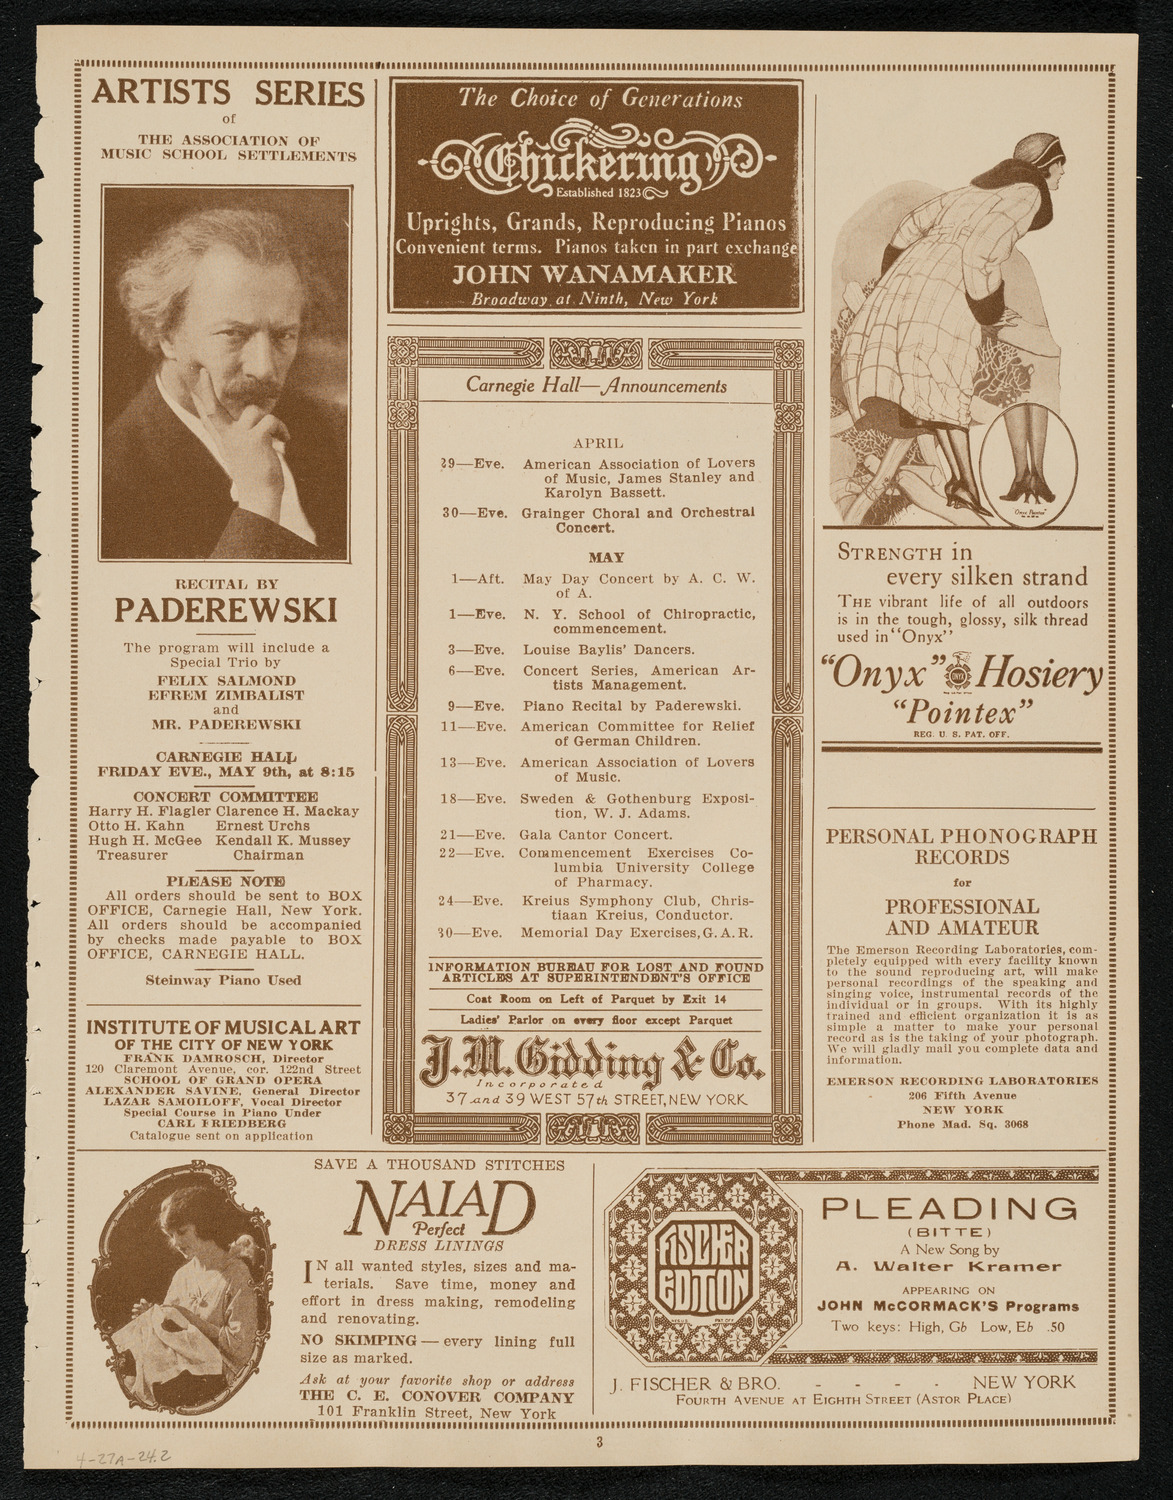 ARTISTS SERIES
of
THE ASSOCIATION OF
MUSIC SCHOOL SETTLEMENTS
RECITAL BY
PADEREWSKI
The program will include a
Special Trio by
FELIX SALMOND
EFREM ZIMBALIST
and
MR. PADEREWSKI
CARNEGIE HALL
FRIDAY EVE., MAY 9th, at 8:15
CONCERT COMMITTEE
Harry H. Flagler Clarence H. Mackay
Otto H. Kahn Ernest Urchs
Hugh H. McGee Kendall K. Mussey
Treasurer Chairman
PLEASE NOTE
All orders should be sent to BOX
OFFICE, Carnegie Hall, New York.
All orders should be accompanied
by checks made payable to BOX
OFFICE, CARNEGIE HALL.
Steinway Piano Used
INSTITUTE OF MUSICAL ART
OF THE CITY OF NEW YORK
FRANK DAMROSCH, Director
120 Claremont Avenue, cor. 122nd Street
SCHOOL OF GRAND OPERA
ALEXANDER SAVINE, General Director
LAZAR SAMOILOFF, Vocal Director
Special Course in Piano Under
CARL FRIEDBERG
Catalogue sent on application
The Choice of Generations
Chickering
Established 1823
Uprights, Grands, Reproducing Pianos
Convenient terms. Pianos taken in part exchange
JOHN WANAMAKER
Broadway at Ninth, New York
Carnegie Hall—Announcements
APRIL
29—Eve. American Association of Lovers
of Music, James Stanley and
Karolyn Bassett.
30—Eve. Grainger Choral and Orchestral
Concert.
MAY
1—Aft. May Day Concert by A. C. W.
of A.
1—Eve. N. Y. School of Chiropractic,
commencement.
3—Eve. Louise Baylis' Dancers.
6—Eve. Concert Series, American Ar-
tists Management.
9—Eve. Piano Recital by Paderewski.
11—Eve. American Committee for Relief
of German Children.
13—Eve. American Association of Lovers
of Music.
18—Eve. Sweden & Gothenburg Exposi-
tion, W. J. Adams.
21—Eve. Gala Cantor Concert.
22—Eve. Commencement Exercises Co-
lumbia University College
of Pharmacy.
24—Eve. Kreius Symphony Club, Chris-
tiaan Kreius, Conductor.
30—Eve. Memorial Day Exercises, G. A. R.
INFORMATION BUREAU FOR LOST AND FOUND
ARTICLES AT SUPERINTENDENT'S OFFICE
Coat Room on Left of Parquet by Exit 14
Ladies' Parlor on every floor except Parquet
J. M. Gidding & Co.
Incorporated
37 and 39 WEST 57th STREET, NEW YORK
Onyx Pointex
STRENGTH in
every silken strand
THE vibrant life of all outdoors
is in the tough, glossy, silk thread
used in "Onyx"
"Onyx" ONYX Hosiery
"Pointex"
REG. U. S. PAT. OFF.
PERSONAL PHONOGRAPH
RECORDS
for
PROFESSIONAL
AND AMATEUR
The Emerson Recording Laboratories, com-
pletely equipped with every facility known
to the sound reproducing art, will make
personal recordings of the speaking and
singing voice, instrumental records of the
individual or in groups. With its highly
trained and efficient organization it is as
simple a matter to make your personal
record as is the taking of your photograph.
We will gladly mail you complete data and
information.
EMERSON RECORDING LABORATORIES
206 Fifth Avenue
NEW YORK
Phone Mad. Sq. 3068
SAVE A THOUSAND STITCHES
NAIAD
Perfect
DRESS LININGS
IN all wanted styles, sizes and ma-
terials. Save time, money and
effort in dress making, remodeling
and renovating.
NO SKIMPING — every lining full
size as marked.
Ask at your favorite shop or address
THE C. E. CONOVER COMPANY
101 Franklin Street, New York
FISCHER
EDITION
PLEADING
(BITTE)
A New Song by
A. Walter Kramer
APPEARING ON
JOHN McCORMACK'S Programs
Two keys: High, Gb Low, Eb .50
J. FISCHER & BRO. - - - - NEW YORK
FOURTH AVENUE AT EIGHTH STREET (ASTOR PLACE)
3
4-27A-24.2